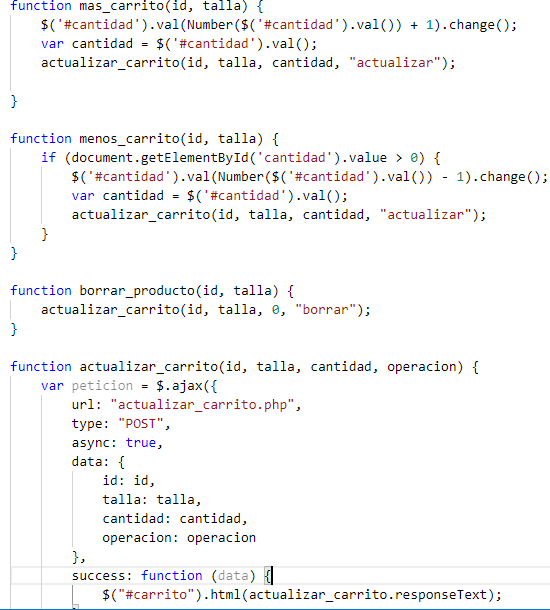 function mas_carrito(id, talla) {
    $('#cantidad').val(Number($('#cantidad').val()) + 1).change();
    var cantidad = $('#cantidad').val();
    actualizar_carrito(id, talla, cantidad, "actualizar");
}
function menos_carrito(id, talla) {
    if (document.getElementById('cantidad').value > 0) {
        $('#cantidad').val(Number($('#cantidad').val()) - 1).change();
        var cantidad = $('#cantidad').val();
        actualizar_carrito(id, talla, cantidad, "actualizar");
    }
}
function borrar_producto(id, talla) {
    actualizar_carrito(id, talla, 0, "borrar");
}
function actualizar_carrito(id, talla, cantidad, operacion) {
    var peticion = $.ajax({
        url: "actualizar_carrito.php",
        type: "POST",
        async: true,
        data: {
            id: id,
            talla: talla,
            cantidad: cantidad,
            operacion: operacion
        },
        success: function (data) {
            $("#carrito").html(actualizar_carrito.responseText);